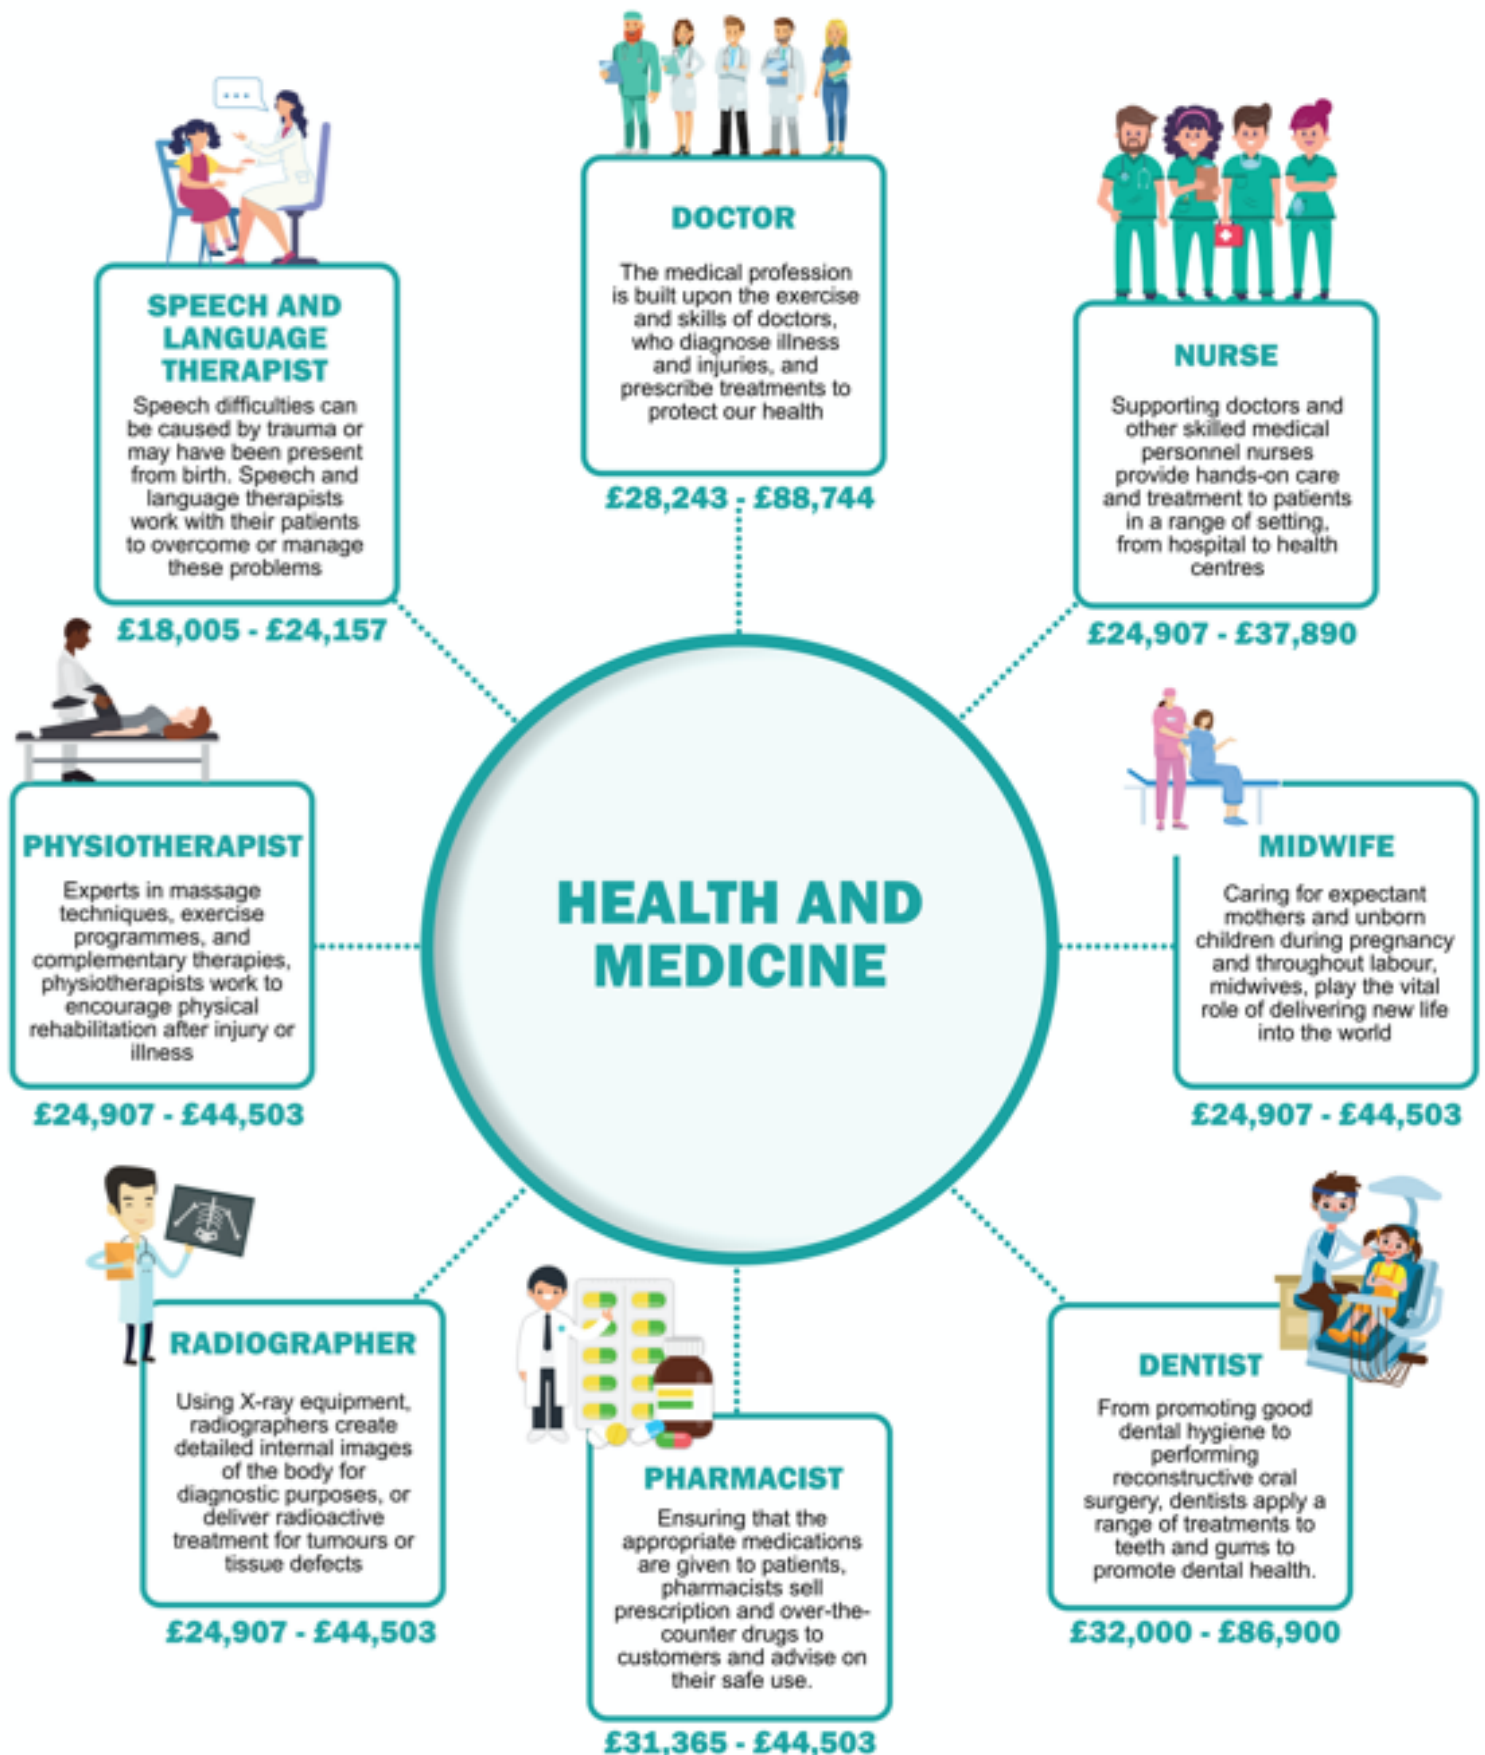 DOCTOR
The medical profession
is built upon the exercise
and skills of doctors,
who diagnose illness
and injuries, and
prescribe treatments to
protect our health
£28,243 - £88,744
SPEECH AND
LANGUAGE
THERAPIST
Speech difficulties can
be caused by trauma or
may have been present
from birth. Speech and
language therapists
work with their patients
to overcome or manage
these problems
£18,005 - £24,157
NURSE
Supporting doctors and
other skilled medical
personnel nurses
provide hands-on care
and treatment to patients
in a range of setting,
from hospital to health
centres
£24,907 - £37,890
PHYSIOTHERAPIST
Experts in massage
techniques, exercise
programmes, and
complementary therapies,
physiotherapists work to
encourage physical
rehabilitation after injury or
illness
£24,907 - £44,503
HEALTH AND
MEDICINE
MIDWIFE
Caring for expectant
mothers and unborn
children during pregnancy
and throughout labour,
midwives, play the vital
role of delivering new life
into the world
£24,907 - £44,503
RADIOGRAPHER
Using X-ray equipment,
radiographers create
detailed internal images
of the body for
diagnostic purposes, or
deliver radioactive
treatment for tumours or
tissue defects
£24,907 - £44,503
PHARMACIST
Ensuring that the
appropriate medications
are given to patients,
pharmacists sell
prescription and over-the-
counter drugs to
customers and advise on
their safe use.
£31,365 - £44,503
DENTIST
From promoting good
dental hygiene to
performing
reconstructive oral
surgery, dentists apply a
range of treatments to
teeth and gums to
promote dental health.
£32,000 - £86,900